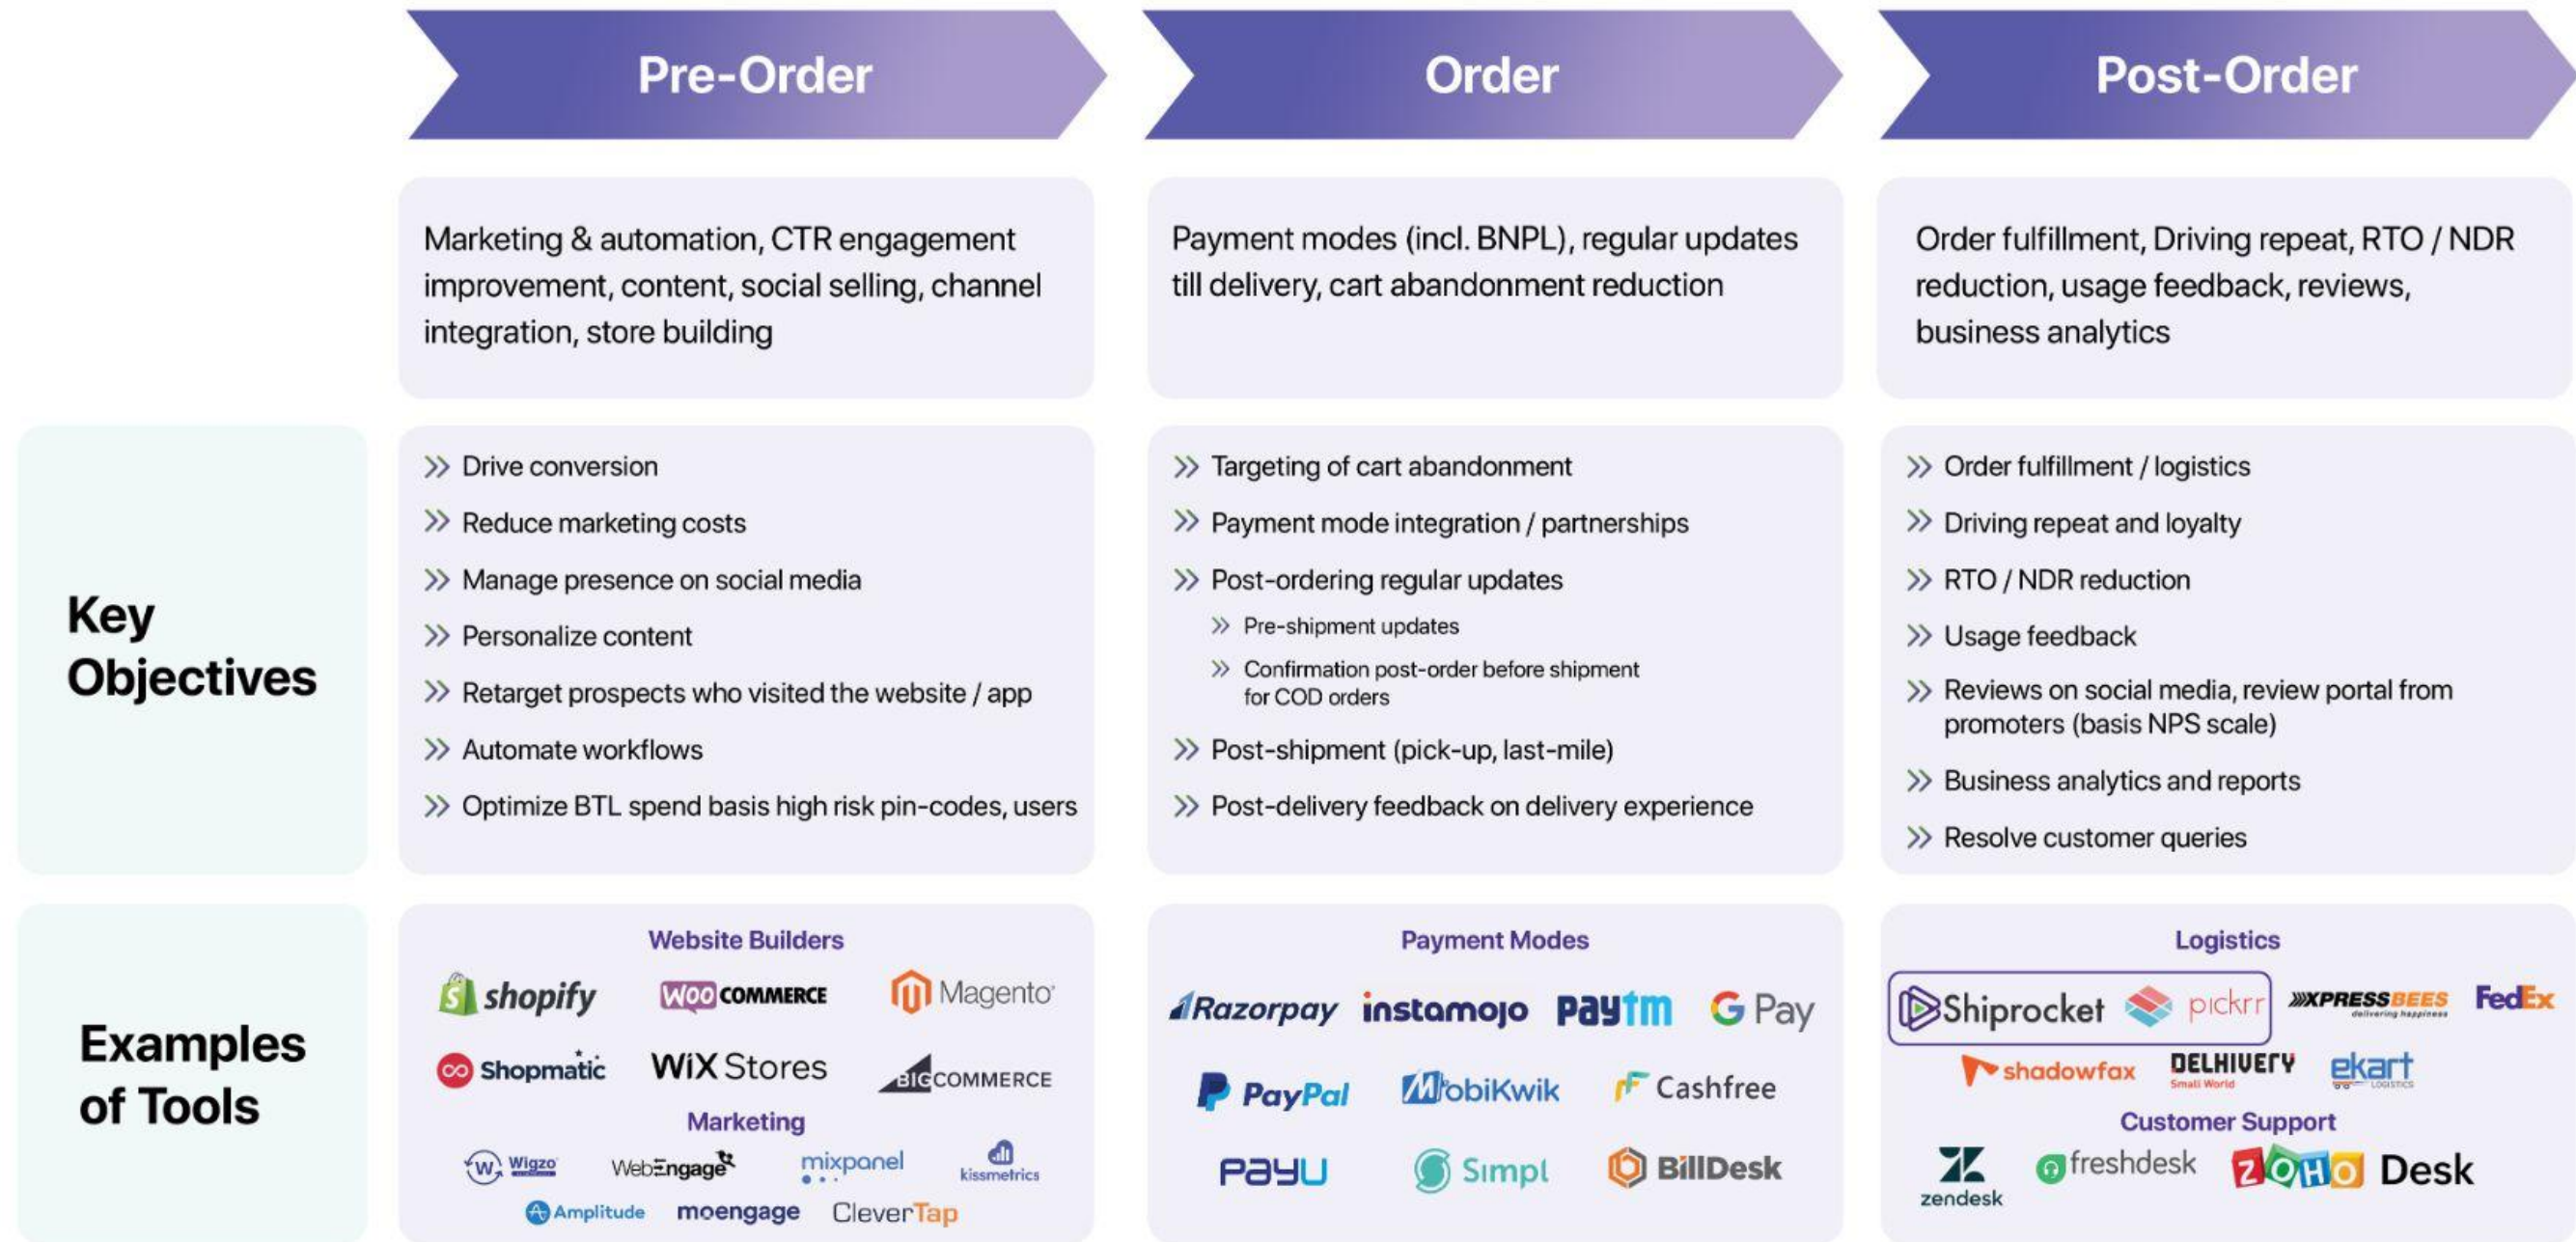 Pre-Order
Order
Post-Order
Marketing & automation, CTR engagement
improvement, content, social selling, channel
integration, store building
Payment modes (incl. BNPL), regular updates
till delivery, cart abandonment reduction
Order fulfillment, Driving repeat, RTO / NDR
reduction, usage feedback, reviews,
business analytics
Key
Objectives
Drive conversion
Reduce marketing costs
Manage presence on social media
Personalize content
Retarget prospects who visited the website / app
Automate workflows
Optimize BTL spend basis high risk pin-codes, users
Targeting of cart abandonment
Payment mode integration / partnerships
Post-ordering regular updates
Pre-shipment updates
Confirmation post-order before shipment
for COD orders
Post-shipment (pick-up, last-mile)
Post-delivery feedback on delivery experience
Order fulfillment / logistics
Driving repeat and loyalty
RTO / NDR reduction
Usage feedback
Reviews on social media, review portal from
promoters (basis NPS scale)
Business analytics and reports
Resolve customer queries
Examples
of Tools
Website Builders
shopify WOO COMMERCE Magento
Shopmatic WiX Stores BIGCOMMERCE
Marketing
W Wigzo WebEngage mixpanel kissmetrics
Amplitude moengage CleverTap
Payment Modes
Razorpay instamojo paytm G Pay
PayPal MobiKwik Cashfree
PayU Simpl BillDesk
Logistics
Shiprocket pickrr XPRESSBEES FedEx
delivering happiness
shadowfax DELHIVERY ekart
Small World LOGISTICS
Customer Support
zendesk freshdesk ZOHO Desk